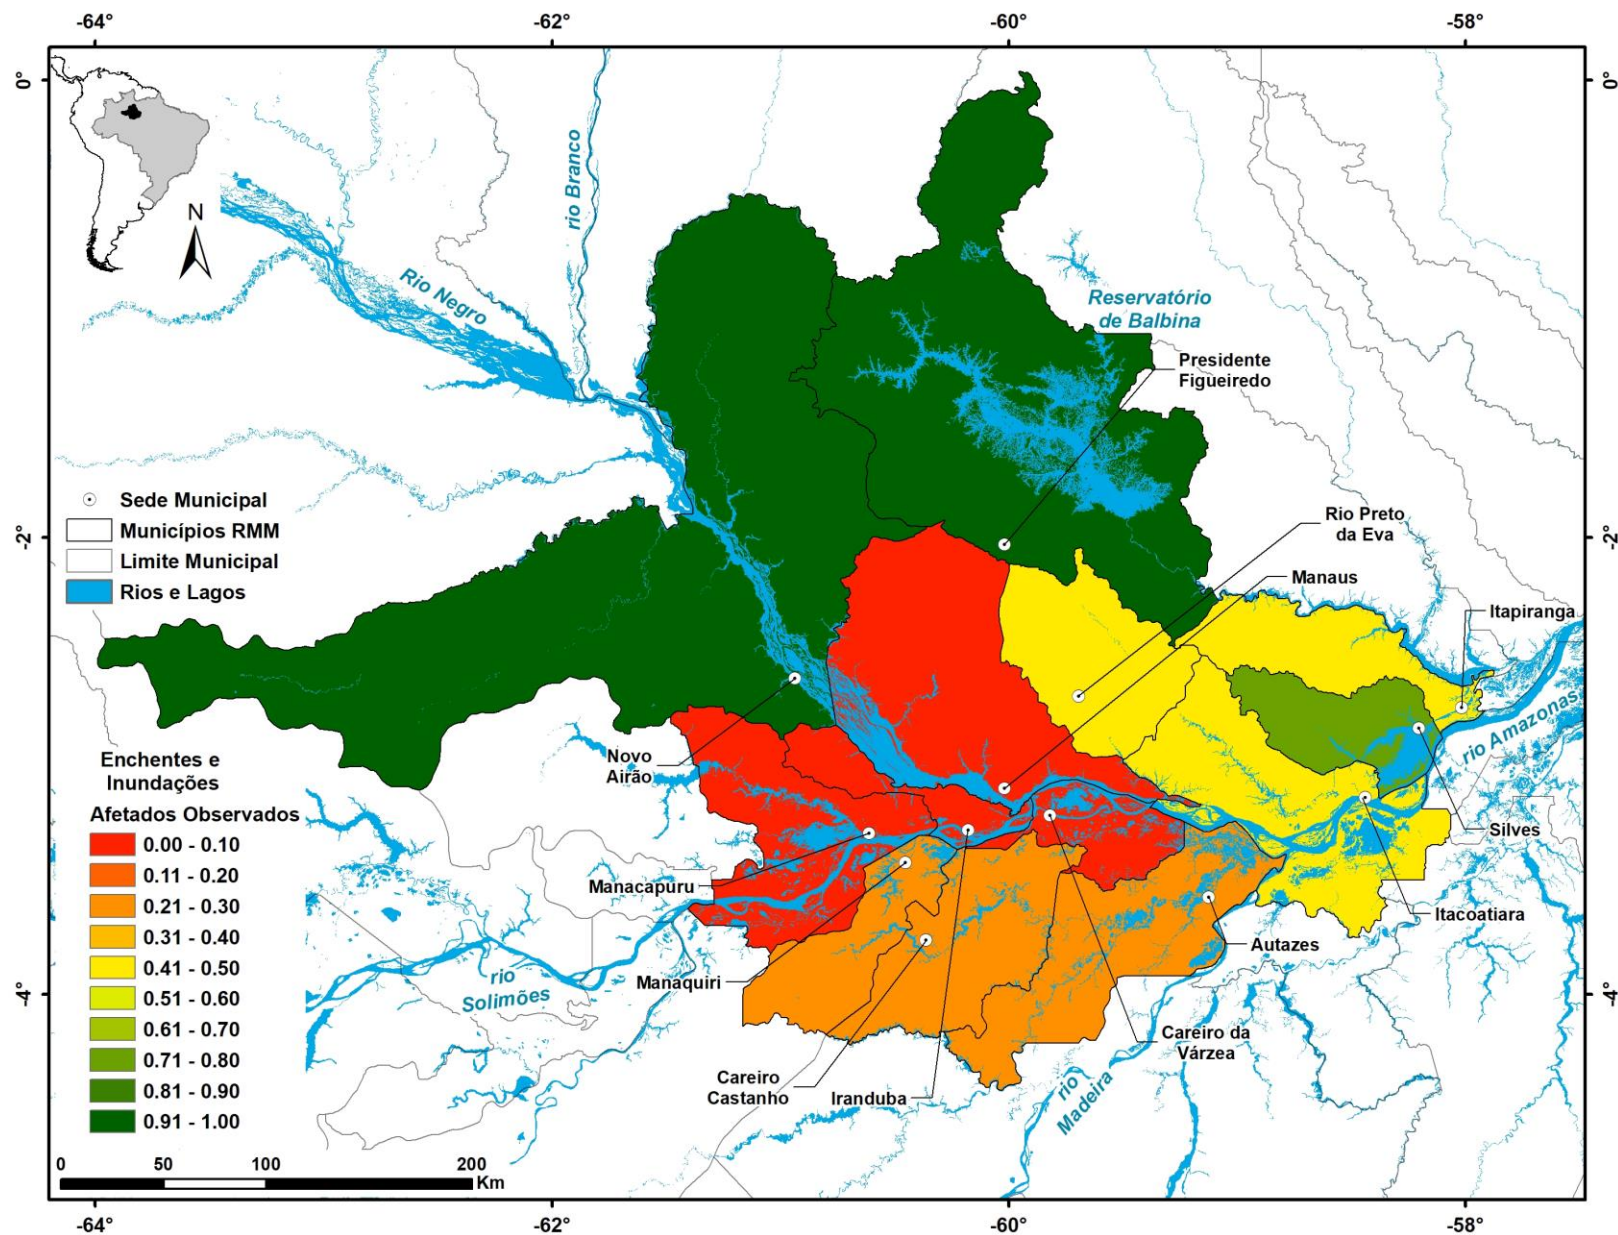 -64°
-62°
-60°
-58°
0°
0°
N
rio Branco
Rio Negro
Reservatório
de Balbina
Presidente
Figueiredo
Sede Municipal
Municípios RMM
Limite Municipal
Rios e Lagos
-2°
-2°
Rio Preto
da Eva
Manaus
Itapiranga
rio Amazonas
Novo
Airão
Enchentes e
Inundações
Afetados Observados
0.00 - 0.10
0.11 - 0.20
0.21 - 0.30
0.31 - 0.40
0.41 - 0.50
0.51 - 0.60
0.61 - 0.70
0.71 - 0.80
0.81 - 0.90
0.91 - 1.00
Silves
Manacapuru
Itacoatiara
Autazes
Manaquiri
rio
Solimões
-4°
-4°
Careiro da
Várzea
Careiro
Castanho
Iranduba
rio
Madeira
0
50
100
200
Km
-64°
-62°
-60°
-58°